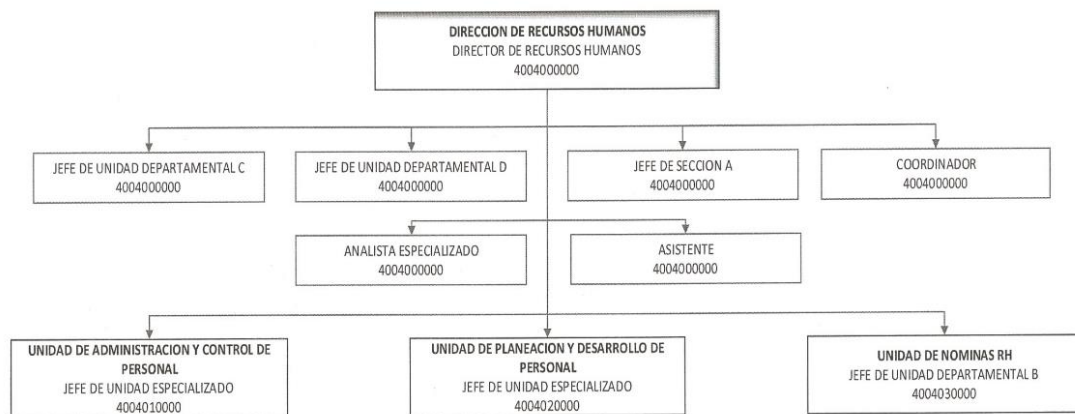 DIRECCION DE RECURSOS HUMANOS
DIRECTOR DE RECURSOS HUMANOS
4004000000
JEFE DE UNIDAD DEPARTAMENTAL C
4004000000
JEFE DE UNIDAD DEPARTAMENTAL D
4004000000
JEFE DE SECCION A
4004000000
COORDINADOR
4004000000
ANALISTA ESPECIALIZADO
4004000000
ASISTENTE
4004000000
UNIDAD DE ADMINISTRACION Y CONTROL DE
PERSONAL
JEFE DE UNIDAD ESPECIALIZADO
4004010000
UNIDAD DE PLANEACION Y DESARROLLO DE
PERSONAL
JEFE DE UNIDAD ESPECIALIZADO
4004020000
UNIDAD DE NOMINAS RH
JEFE DE UNIDAD DEPARTAMENTAL B
4004030000